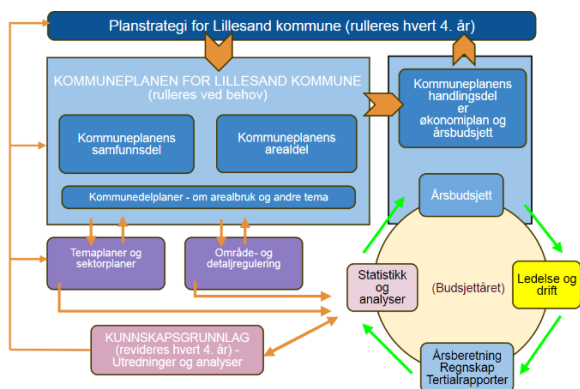 Planstrategi for Lillesand kommune (rulleres hvert 4. år)
KOMMUNEPLANEN FOR LILLESAND KOMMUNE
(rulleres ved behov)
Kommuneplanens
samfunnsdel
Kommuneplanens
arealdel
Kommunedelplaner - om arealbruk og andre tema
Kommuneplanens
handlingsdel
er
økonomiplan og
årsbudsjett
Temaplaner og
sektorplaner
Område- og
detaljregulering
KUNNSKAPSGRUNNLAG
(revideres hvert 4. år) -
Utredninger og analyser
Årsbudsjett
Statistikk
og
analyser
(Budsjettåret)
Ledelse og
drift
Årsberetning
Regnskap
Tertialrapporter